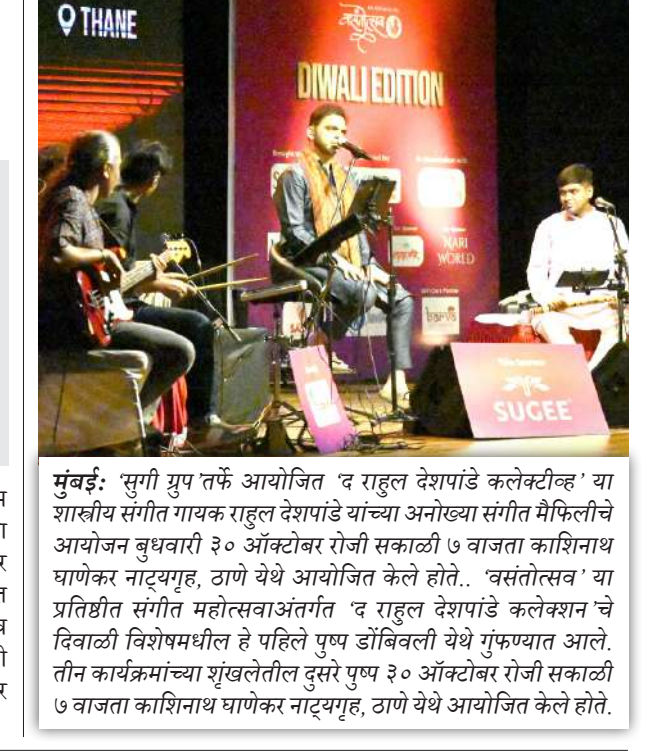 THANE
वसंतोत्सव
DIWALI EDITION
NARI
WORLD
SUGEE
मुंबई: 'सुगी ग्रुप'तर्फे आयोजित 'द राहुल देशपांडे कलेक्टीव्ह' या
शास्त्रीय संगीत गायक राहुल देशपांडे यांच्या अनोख्या संगीत मैफिलीचे
आयोजन बुधवारी ३० ऑक्टोबर रोजी सकाळी ७ वाजता काशिनाथ
घाणेकर नाट्यगृह, ठाणे येथे आयोजित केले होते.. 'वसंतोत्सव' या
प्रतिष्ठीत संगीत महोत्सवाअंतर्गत 'द राहुल देशपांडे कलेक्शन'चे
दिवाळी विशेषमधील हे पहिले पुष्प डोंबिवली येथे गुंफण्यात आले.
तीन कार्यक्रमांच्या शृंखलेतील दुसरे पुष्प ३० ऑक्टोबर रोजी सकाळी
७ वाजता काशिनाथ घाणेकर नाट्यगृह, ठाणे येथे आयोजित केले होते.